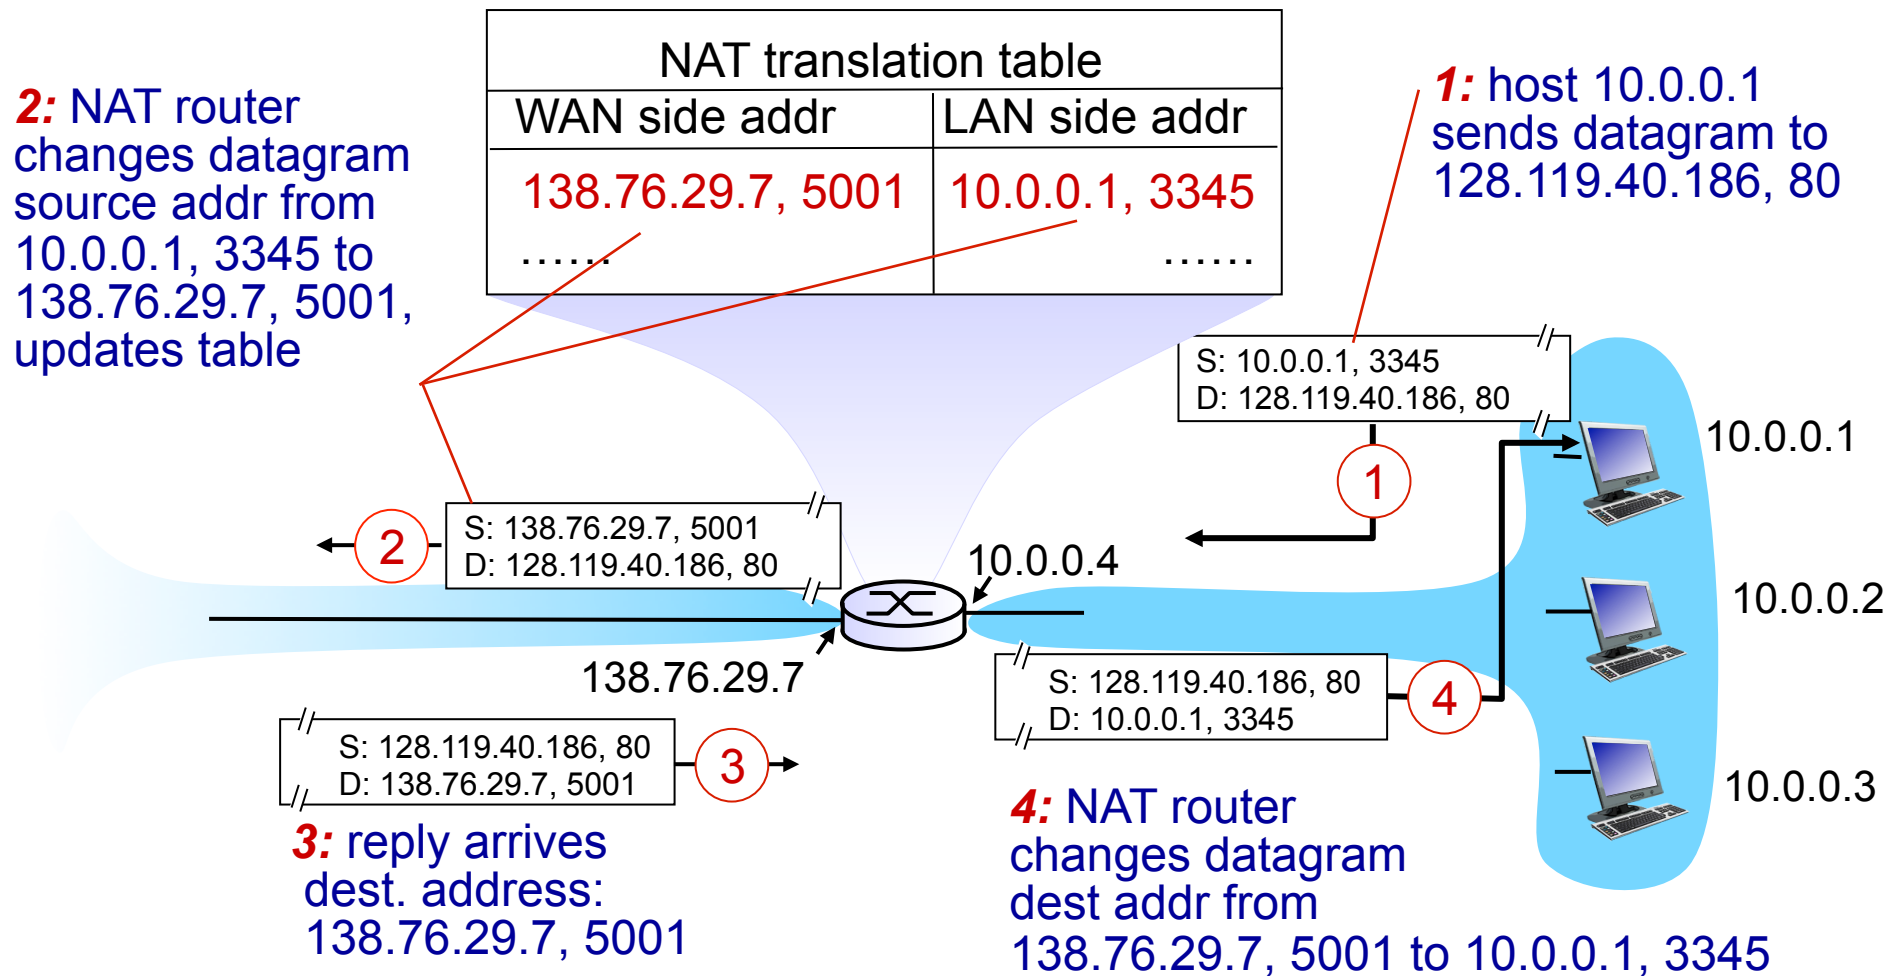 NAT translation table
WAN side addr LAN side addr
138.76.29.7, 5001 10.0.0.1, 3345
...... ......
2: NAT router
changes datagram
source addr from
10.0.0.1, 3345 to
138.76.29.7, 5001,
updates table
1: host 10.0.0.1
sends datagram to
128.119.40.186, 80
S: 10.0.0.1, 3345
D: 128.119.40.186, 80
1
10.0.0.1
S: 138.76.29.7, 5001
D: 128.119.40.186, 80
2
10.0.0.4
10.0.0.2
138.76.29.7
S: 128.119.40.186, 80
D: 10.0.0.1, 3345
4
S: 128.119.40.186, 80
D: 138.76.29.7, 5001
3
10.0.0.3
3: reply arrives
dest. address:
138.76.29.7, 5001
4: NAT router
changes datagram
dest addr from
138.76.29.7, 5001 to 10.0.0.1, 3345